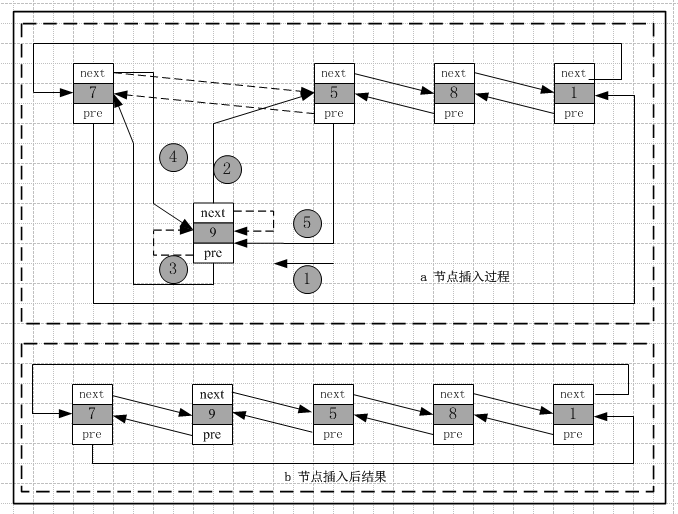 next next next next
7 5 8 1
pre pre pre pre
4
2
next
5
9
pre
3
1
a 节点插入过程
next next next next next
7 9 5 8 1
pre pre pre pre pre
b 节点插入后结果